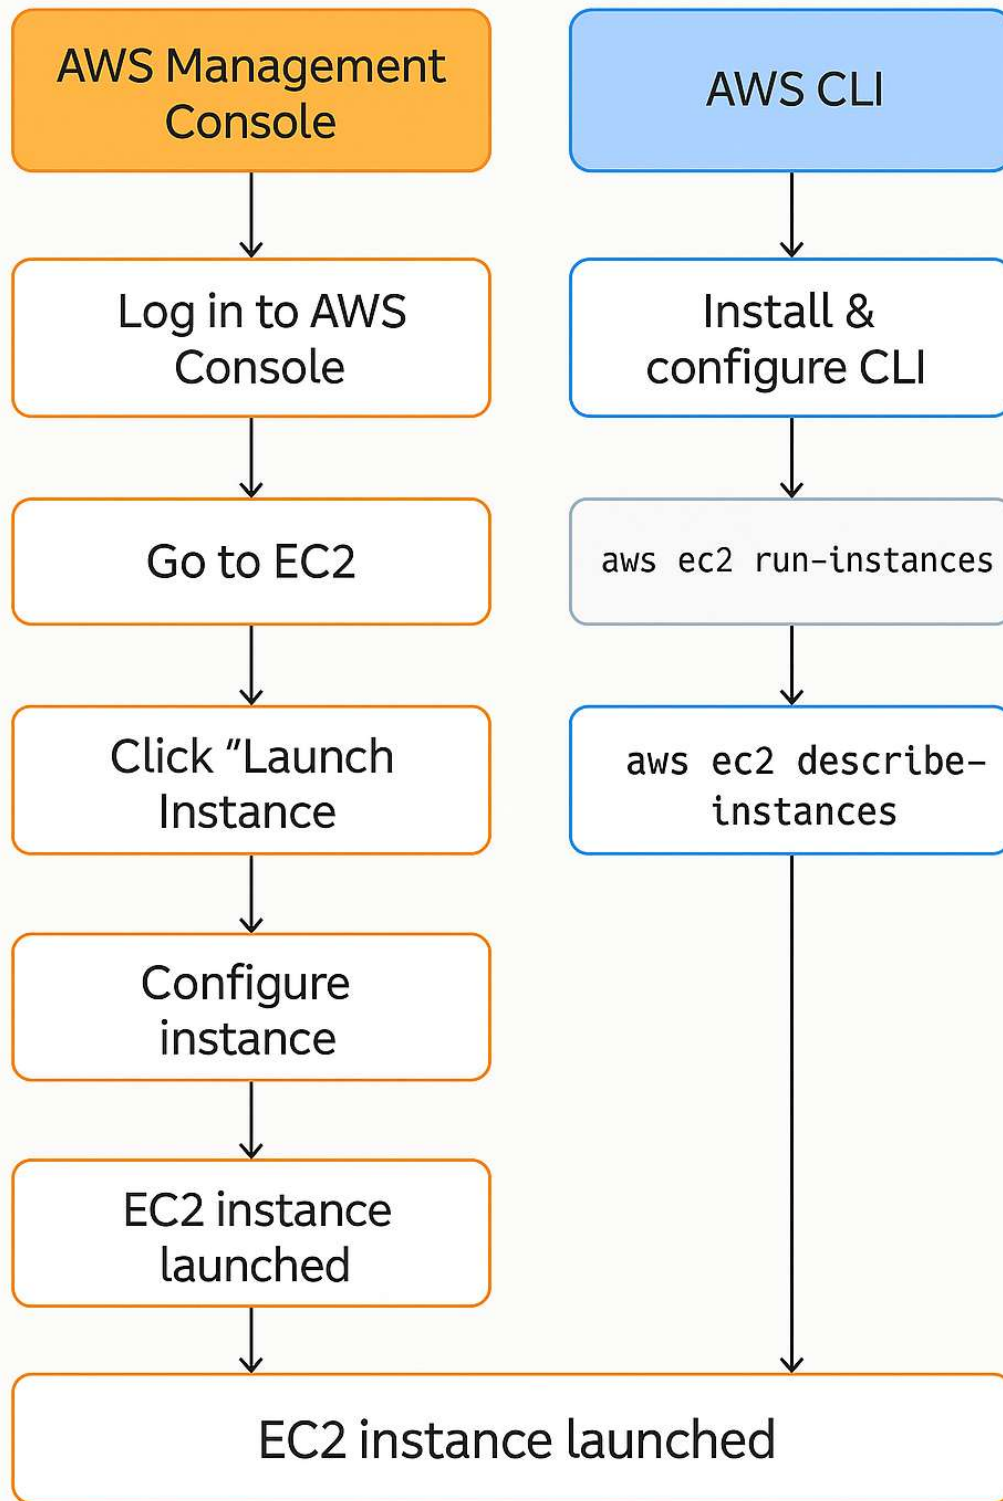 AWS Management
Console
Log in to AWS
Console
Go to EC2
Click “Launch
Instance
Configure
instance
EC2 instance
launched
AWS CLI
Install &
configure CLI
aws ec2 run-instances
aws ec2 describe-
instances
EC2 instance launched